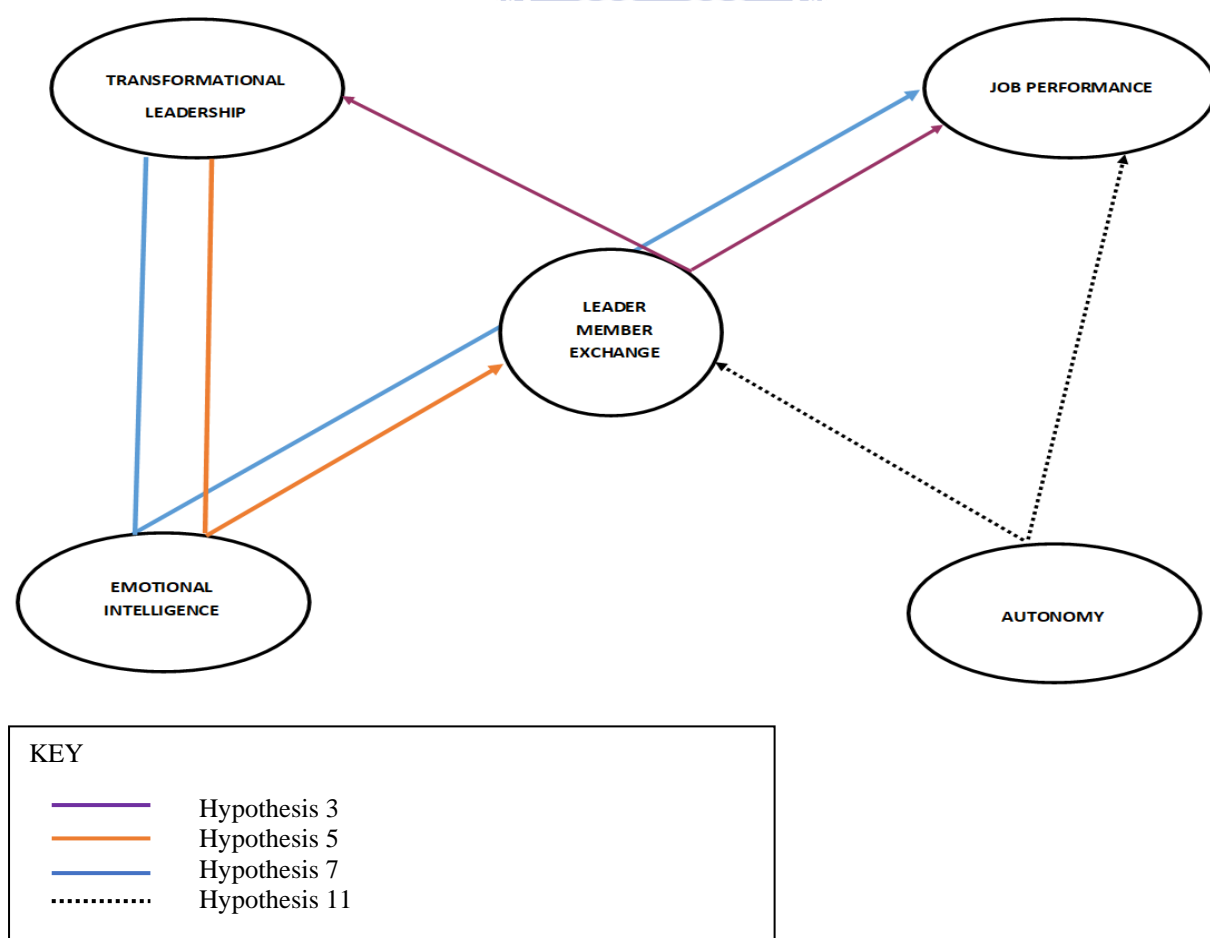 TRANSFORMATIONAL
LEADERSHIP
JOB PERFORMANCE
LEADER
MEMBER
EXCHANGE
EMOTIONAL
INTELLIGENCE
AUTONOMY
KEY
Hypothesis 3
Hypothesis 5
Hypothesis 7
Hypothesis 11